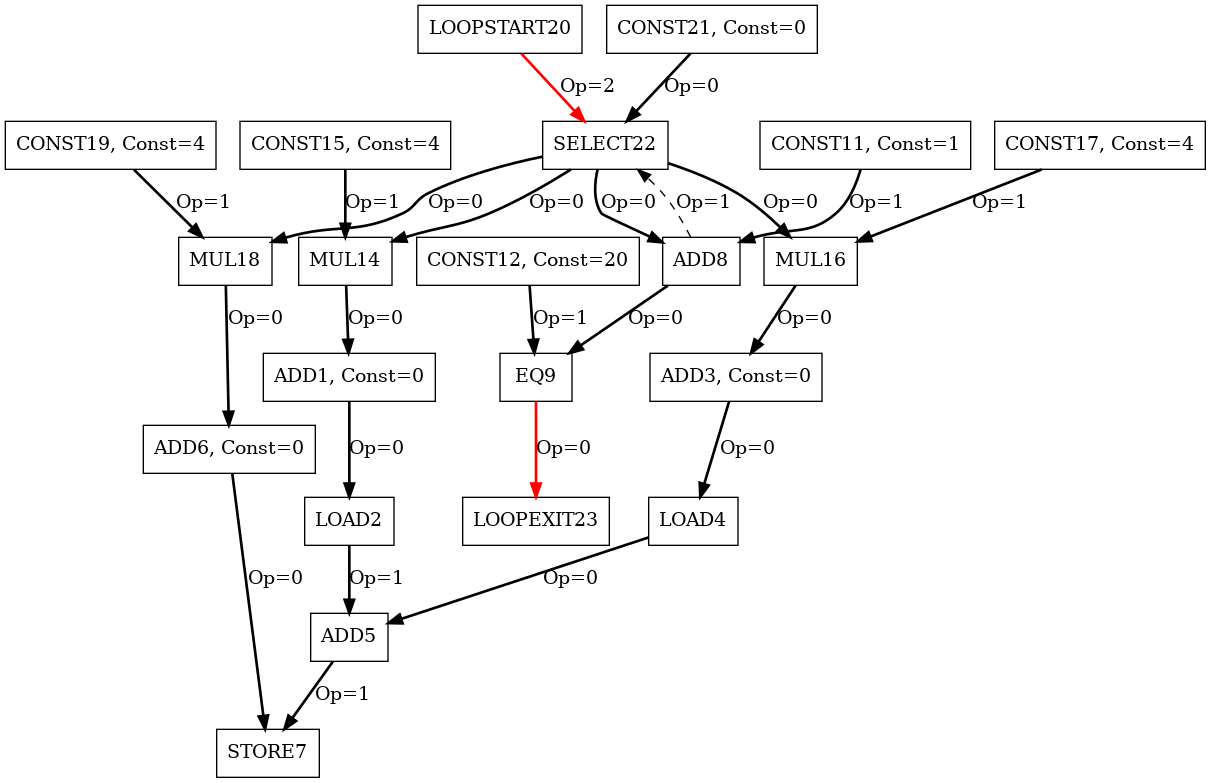 LOOPSTART20
CONST21, Const=0
Op=2
Op=0
CONST19, Const=4
CONST15, Const=4
SELECT22
CONST11, Const=1
CONST17, Const=4
Op=1
Op=1
Op=0
Op=0
Op=0
Op=1
Op=0
Op=1
Op=1
MUL18
MUL14
CONST12, Const=20
ADD8
MUL16
Op=0
Op=0
Op=1
Op=0
Op=0
ADD1, Const=0
EQ9
ADD3, Const=0
ADD6, Const=0
Op=0
Op=0
Op=0
LOAD2
LOOPEXIT23
LOAD4
Op=0
Op=1
Op=0
ADD5
Op=1
STORE7